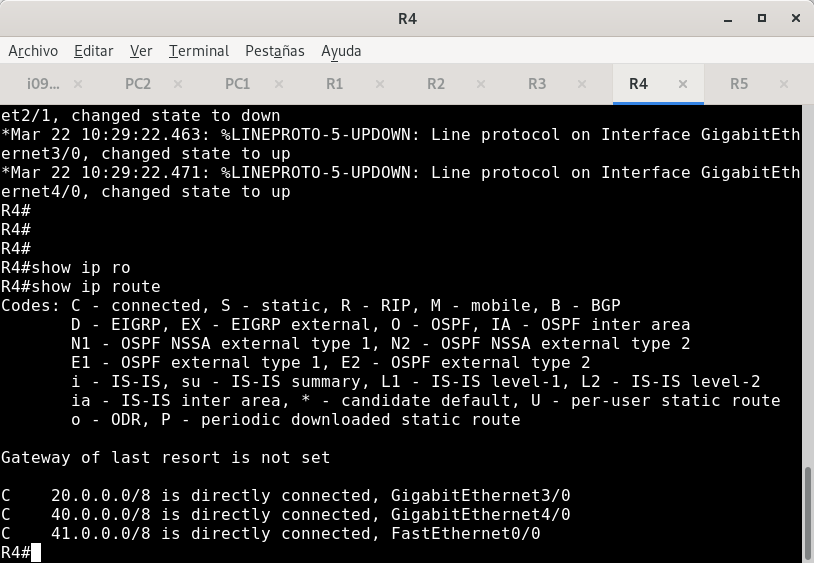 R4
Archivo Editar Ver Terminal Pestañas Ayuda
i09... × PC2 × PC1 × R1 × R2 × R3 × R4 × R5 ×
et2/1, changed state to down
*Mar 22 10:29:22.463: %LINEPROTO-5-UPDOWN: Line protocol on Interface GigabitEth
ernet3/0, changed state to up
*Mar 22 10:29:22.471: %LINEPROTO-5-UPDOWN: Line protocol on Interface GigabitEth
ernet4/0, changed state to up
R4#
R4#
R4#
R4#show ip ro
R4#show ip route
Codes: C - connected, S - static, R - RIP, M - mobile, B - BGP
       D - EIGRP, EX - EIGRP external, O - OSPF, IA - OSPF inter area
       N1 - OSPF NSSA external type 1, N2 - OSPF NSSA external type 2
       E1 - OSPF external type 1, E2 - OSPF external type 2
       i - IS-IS, su - IS-IS summary, L1 - IS-IS level-1, L2 - IS-IS level-2
       ia - IS-IS inter area, * - candidate default, U - per-user static route
       o - ODR, P - periodic downloaded static route

Gateway of last resort is not set

C    20.0.0.0/8 is directly connected, GigabitEthernet3/0
C    40.0.0.0/8 is directly connected, GigabitEthernet4/0
C    41.0.0.0/8 is directly connected, FastEthernet0/0
R4#